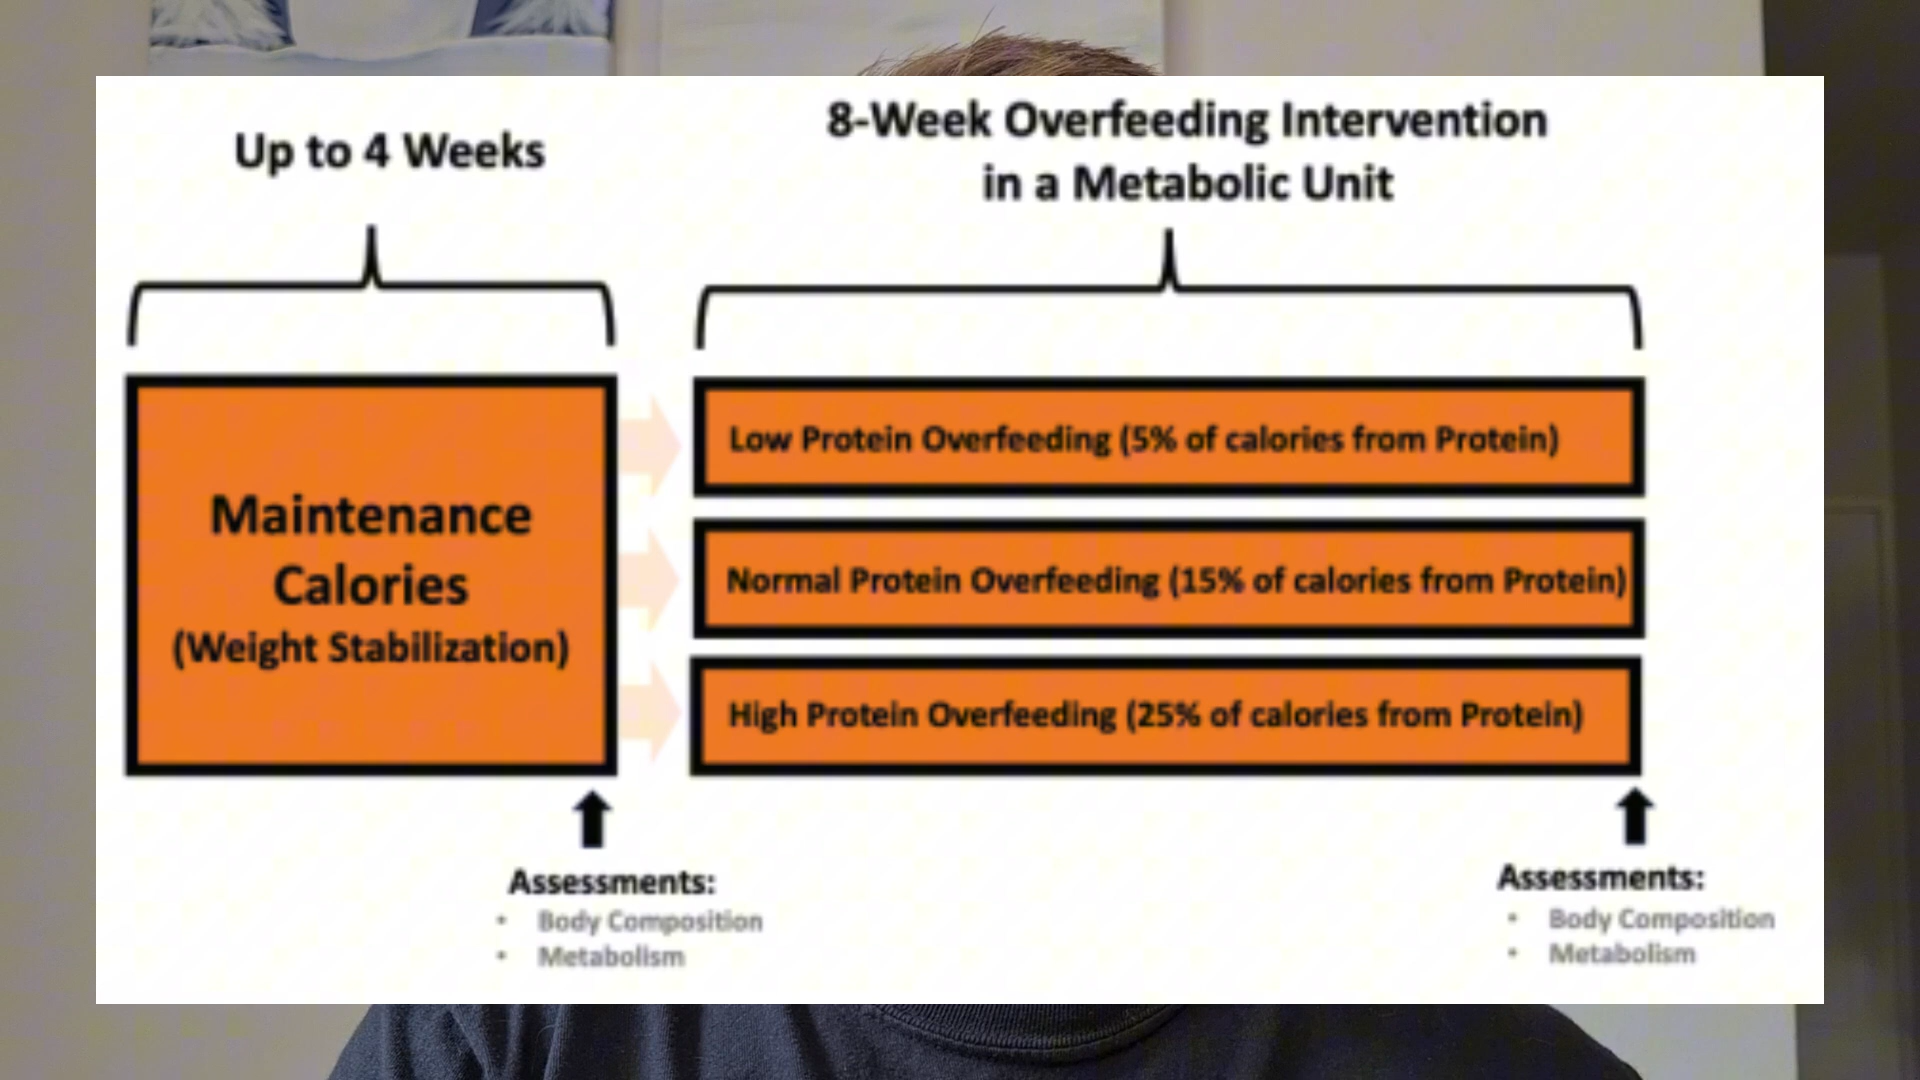 Up to 4 Weeks
8-Week Overfeeding Intervention
in a Metabolic Unit
Maintenance
Calories
(Weight Stabilization)
Low Protein Overfeeding (5% of calories from Protein)
Normal Protein Overfeeding (15% of calories from Protein)
High Protein Overfeeding (25% of calories from Protein)
Assessments:
• Body Composition
• Metabolism
Assessments:
• Body Composition
• Metabolism